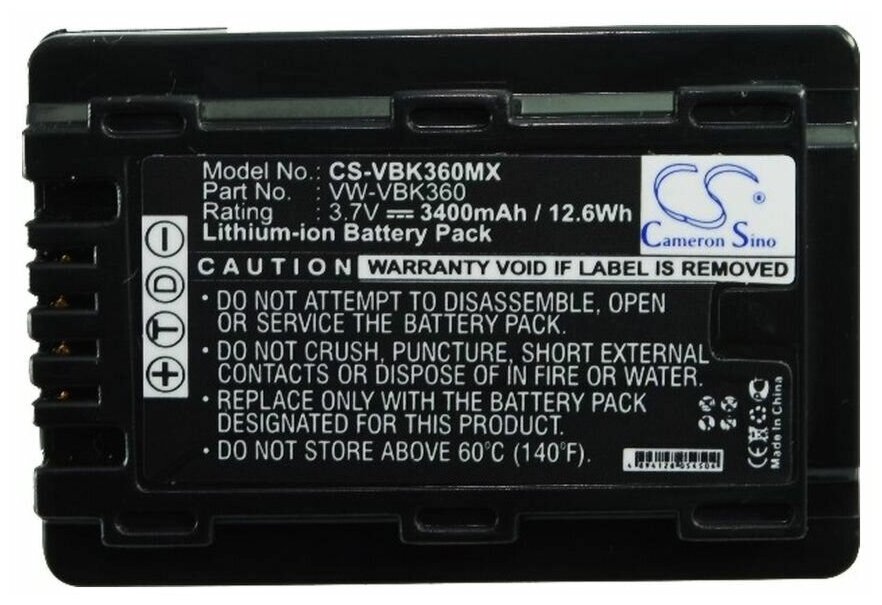 Model No.: CS-VBK360MX
Part No. : VW-VBK360
Rating : 3.7V ⎓ 3400mAh / 12.6Wh
Lithium-ion Battery Pack
CS
Cameron Sino
CAUTION WARRANTY VOID IF LABEL IS REMOVED
− D T +
• DO NOT ATTEMPT TO DISASSEMBLE, OPEN
OR SERVICE THE BATTERY PACK.
• DO NOT CRUSH, PUNCTURE, SHORT EXTERNAL
CONTACTS OR DISPOSE OF IN FIRE OR WATER.
• REPLACE ONLY WITH THE BATTERY PACK
DESIGNATED FOR THIS PRODUCT.
• DO NOT STORE ABOVE 60°C (140°F).
CE
Made in China